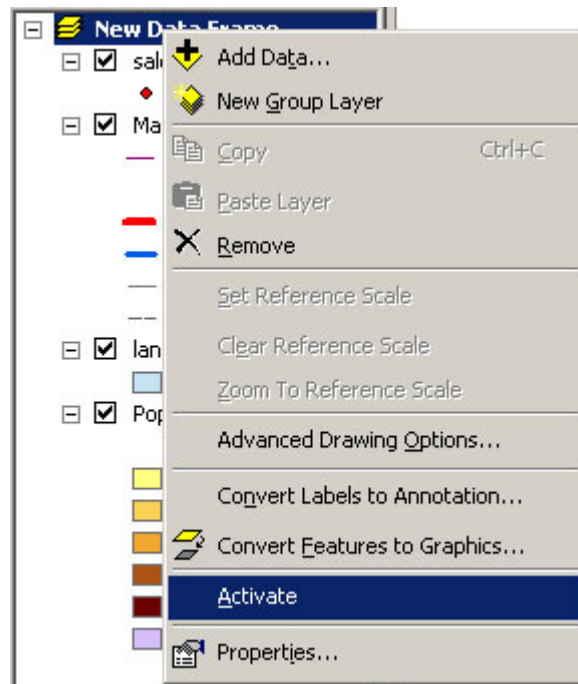 New Data Frame
Add Data...
New Group Layer
Ma
Copy Ctrl+C
Paste Layer
Remove
Set Reference Scale
Clear Reference Scale
lan
Zoom To Reference Scale
Pop
Advanced Drawing Options...
Convert Labels to Annotation...
Convert Features to Graphics...
Activate
Properties...